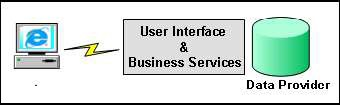 User Interface
&
Business Services
Data Provider